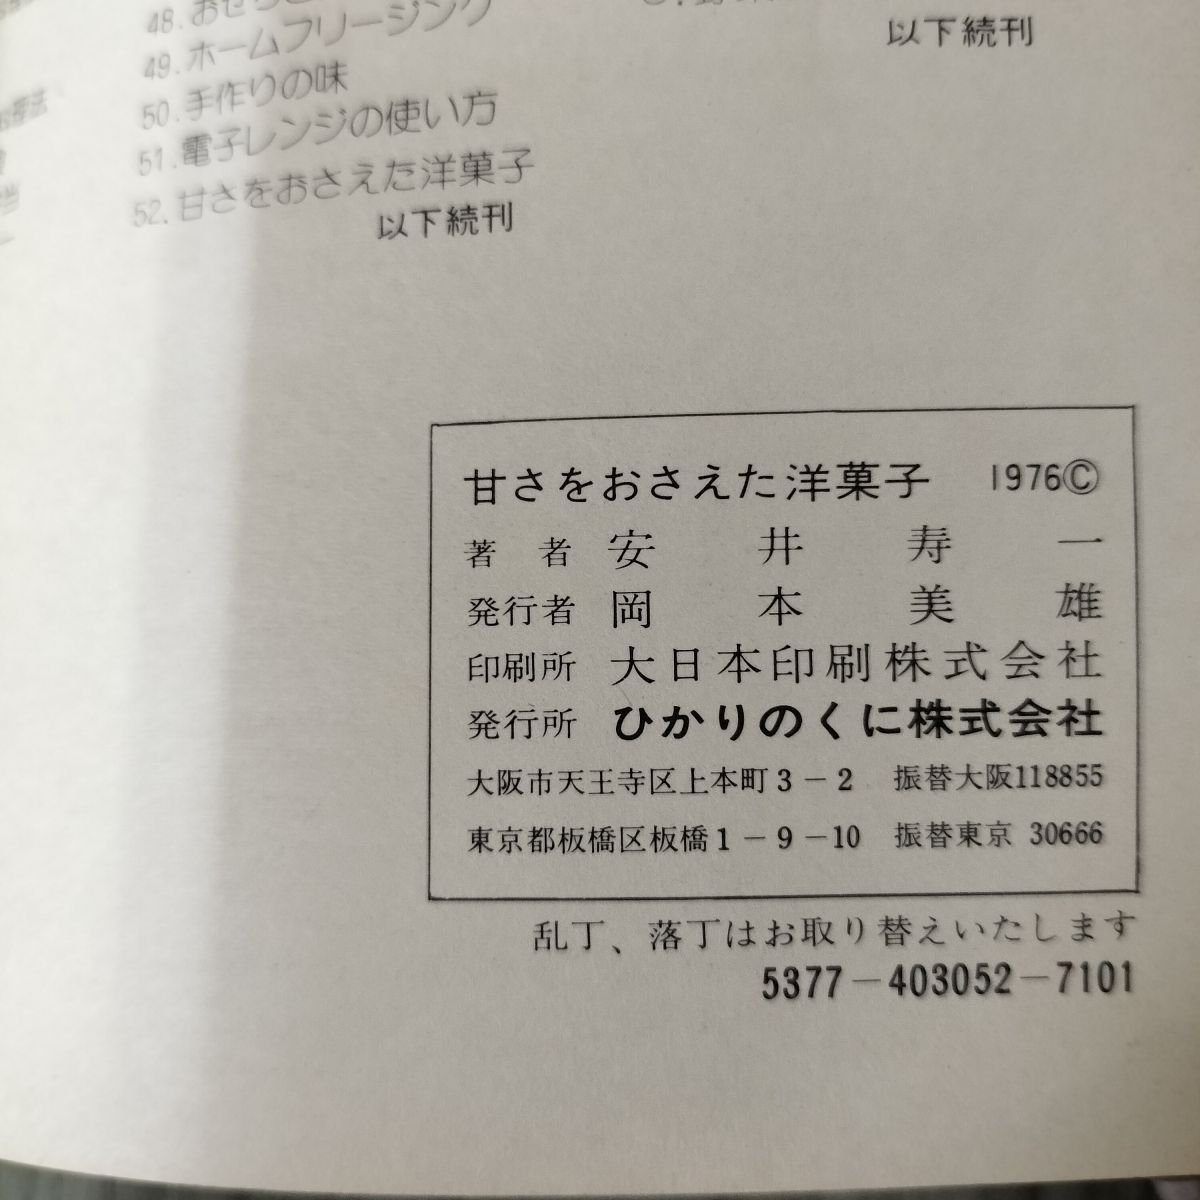 49.ホームフリージング
50.手作りの味
51.電子レンジの使い方
52.甘さをおさえた洋菓子
以下続刊
以下続刊
甘さをおさえた洋菓子 1976©
著者 安井寿一
発行者 岡本美雄
印刷所 大日本印刷株式会社
発行所 ひかりのくに株式会社
大阪市天王寺区上本町3-2 振替大阪118855
東京都板橋区板橋1-9-10 振替東京 30666
乱丁、落丁はお取り替えいたします
5377-403052-7101